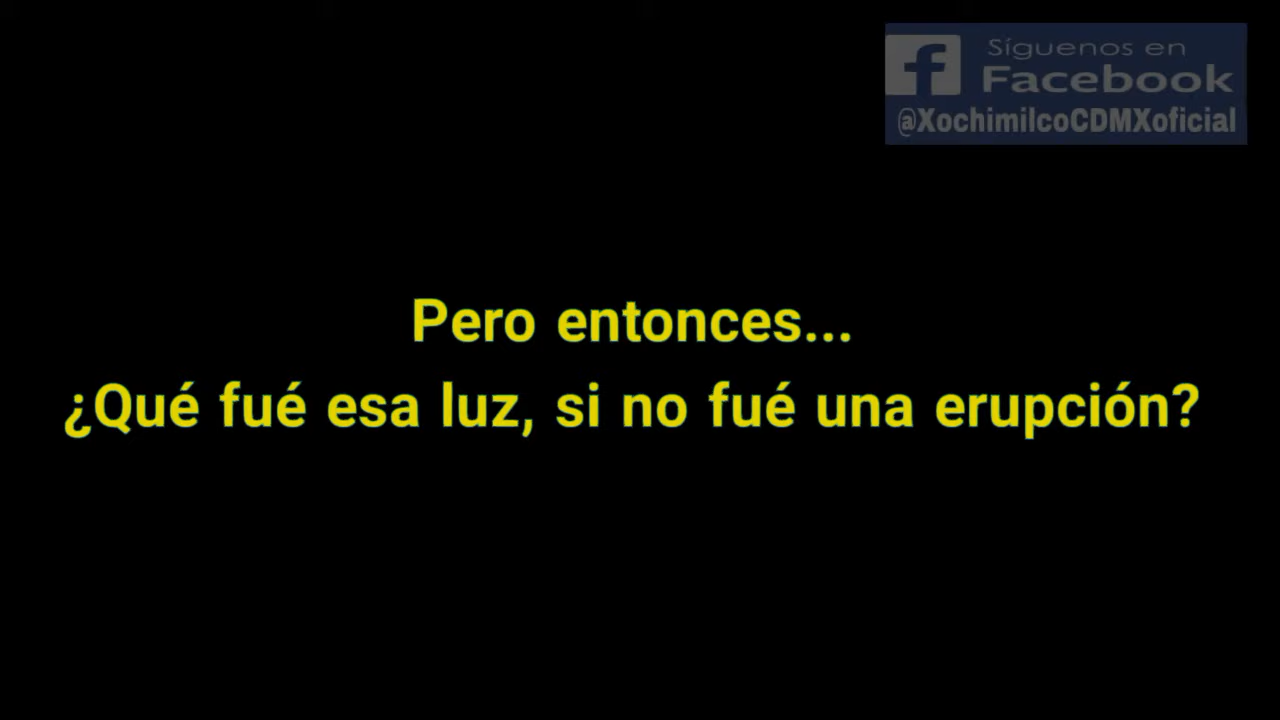 Síguenos en
Facebook
@XochimilcoCDMXoficial
Pero entonces...
¿Qué fué esa luz, si no fué una erupción?